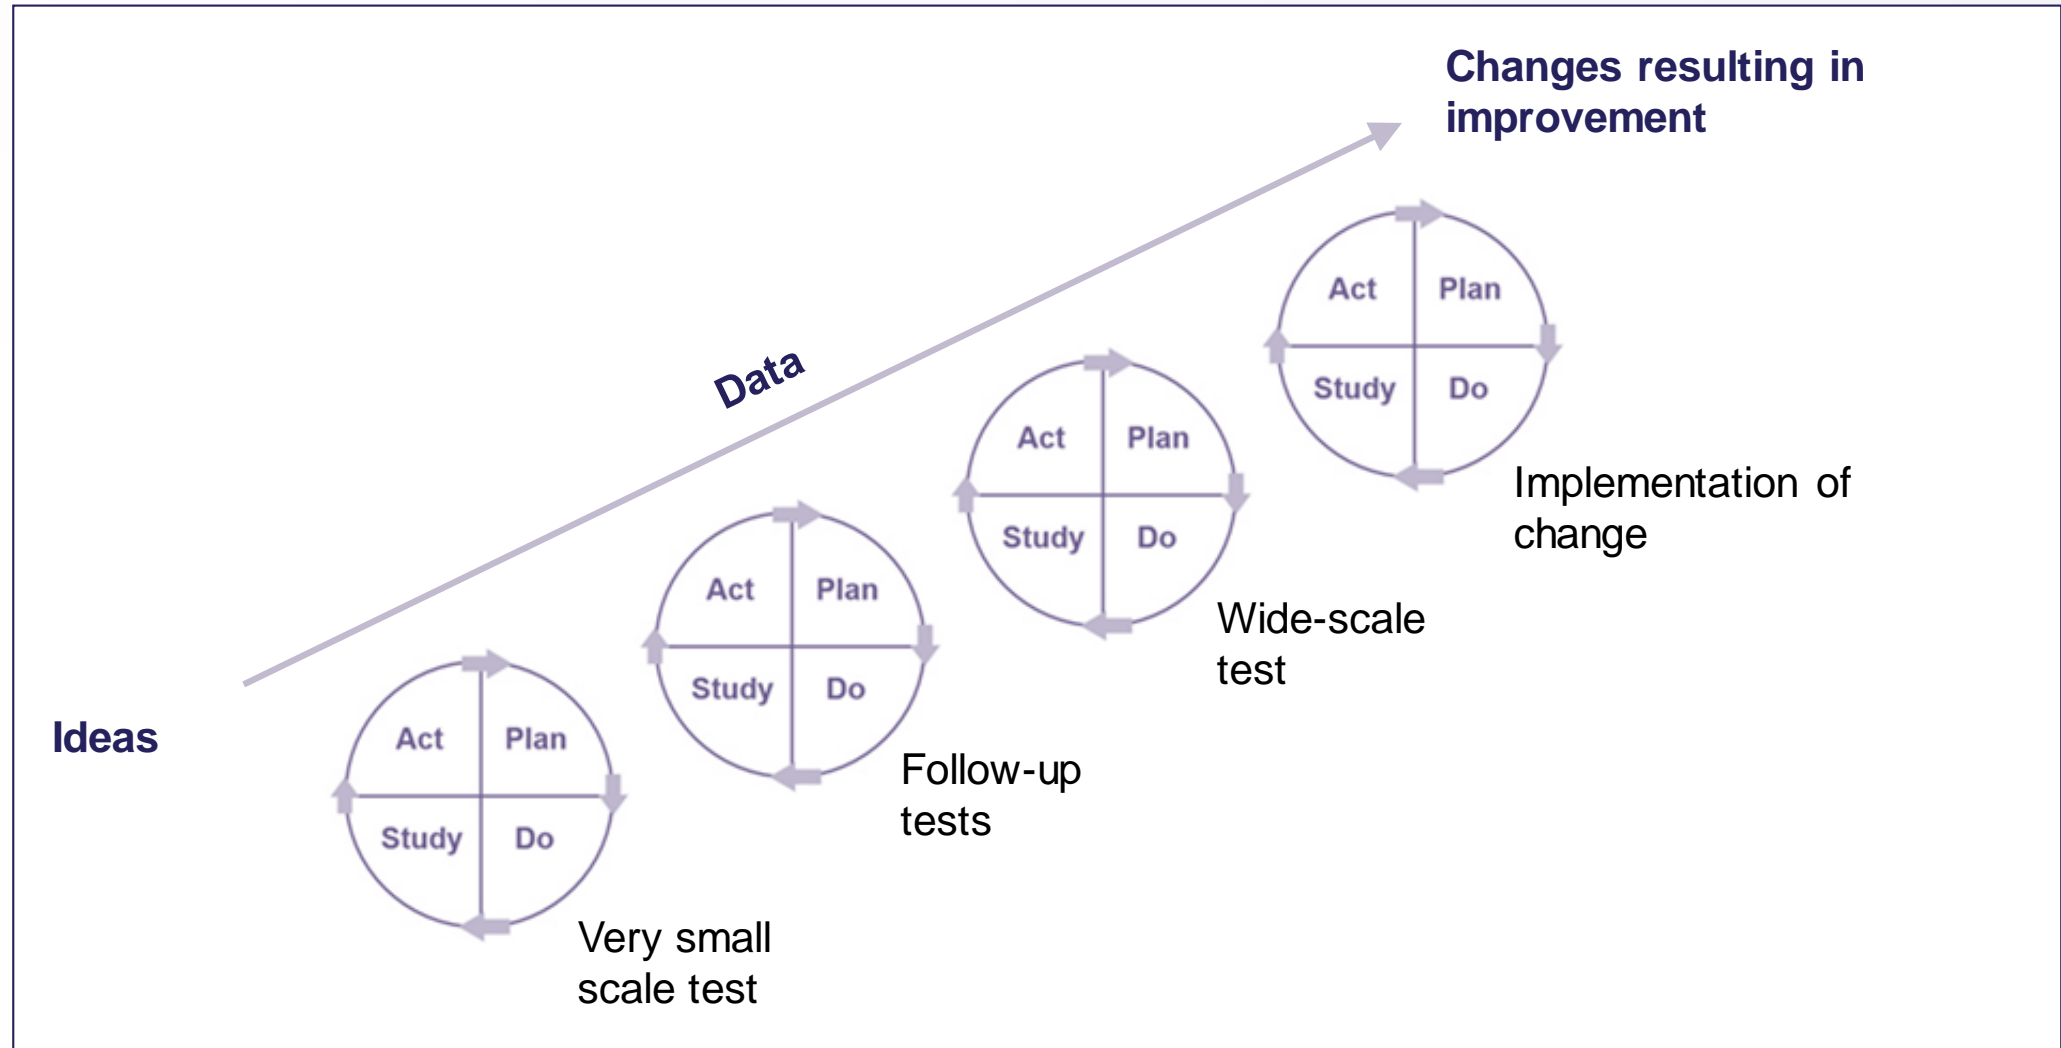 Changes resulting in
improvement
Data
Ideas
Act Plan
Study Do
Very small
scale test
Act Plan
Study Do
Follow-up
tests
Act Plan
Study Do
Wide-scale
test
Act Plan
Study Do
Implementation of
change